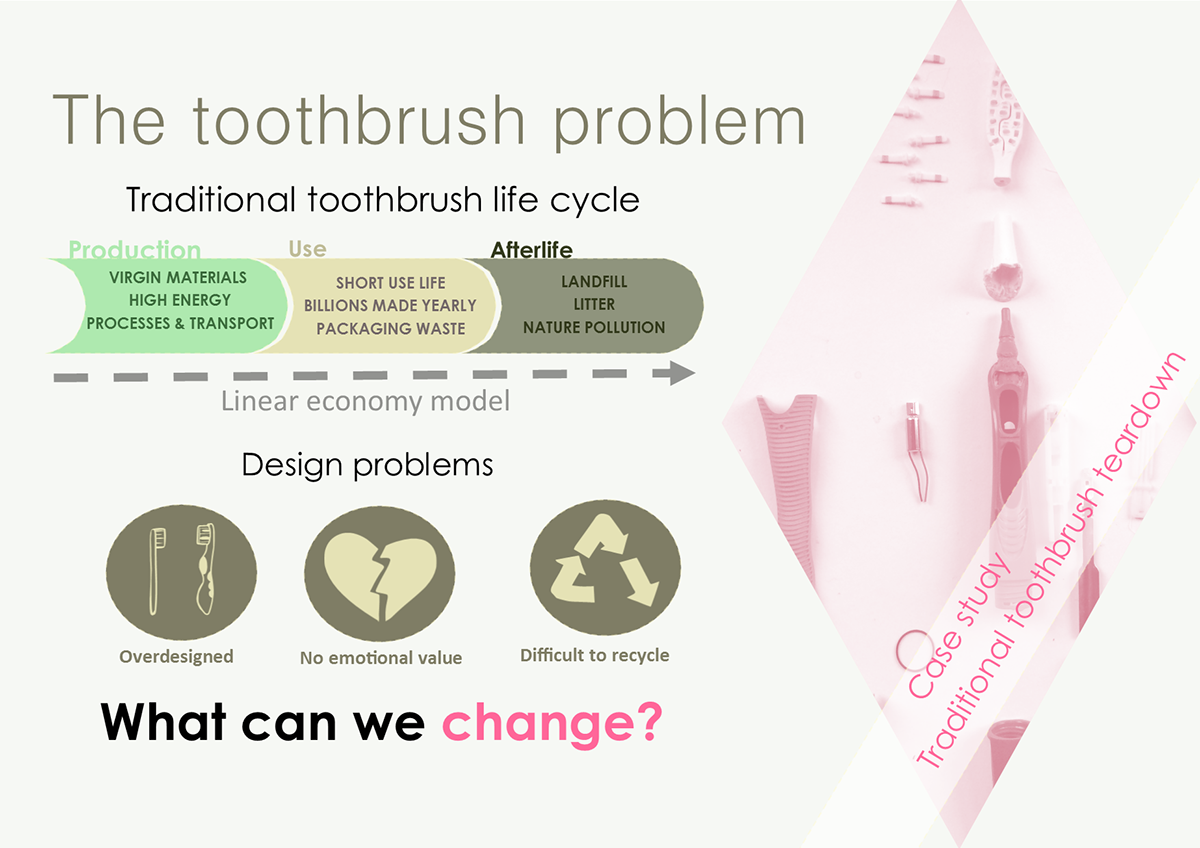 The toothbrush problem
Traditional toothbrush life cycle
Production
VIRGIN MATERIALS
HIGH ENERGY
PROCESSES & TRANSPORT
Use
SHORT USE LIFE
BILLIONS MADE YEARLY
PACKAGING WASTE
Afterlife
LANDFILL
LITTER
NATURE POLLUTION
Linear economy model
Design problems
Overdesigned
No emotional value
Difficult to recycle
What can we change?
Case study
Traditional toothbrush teardown